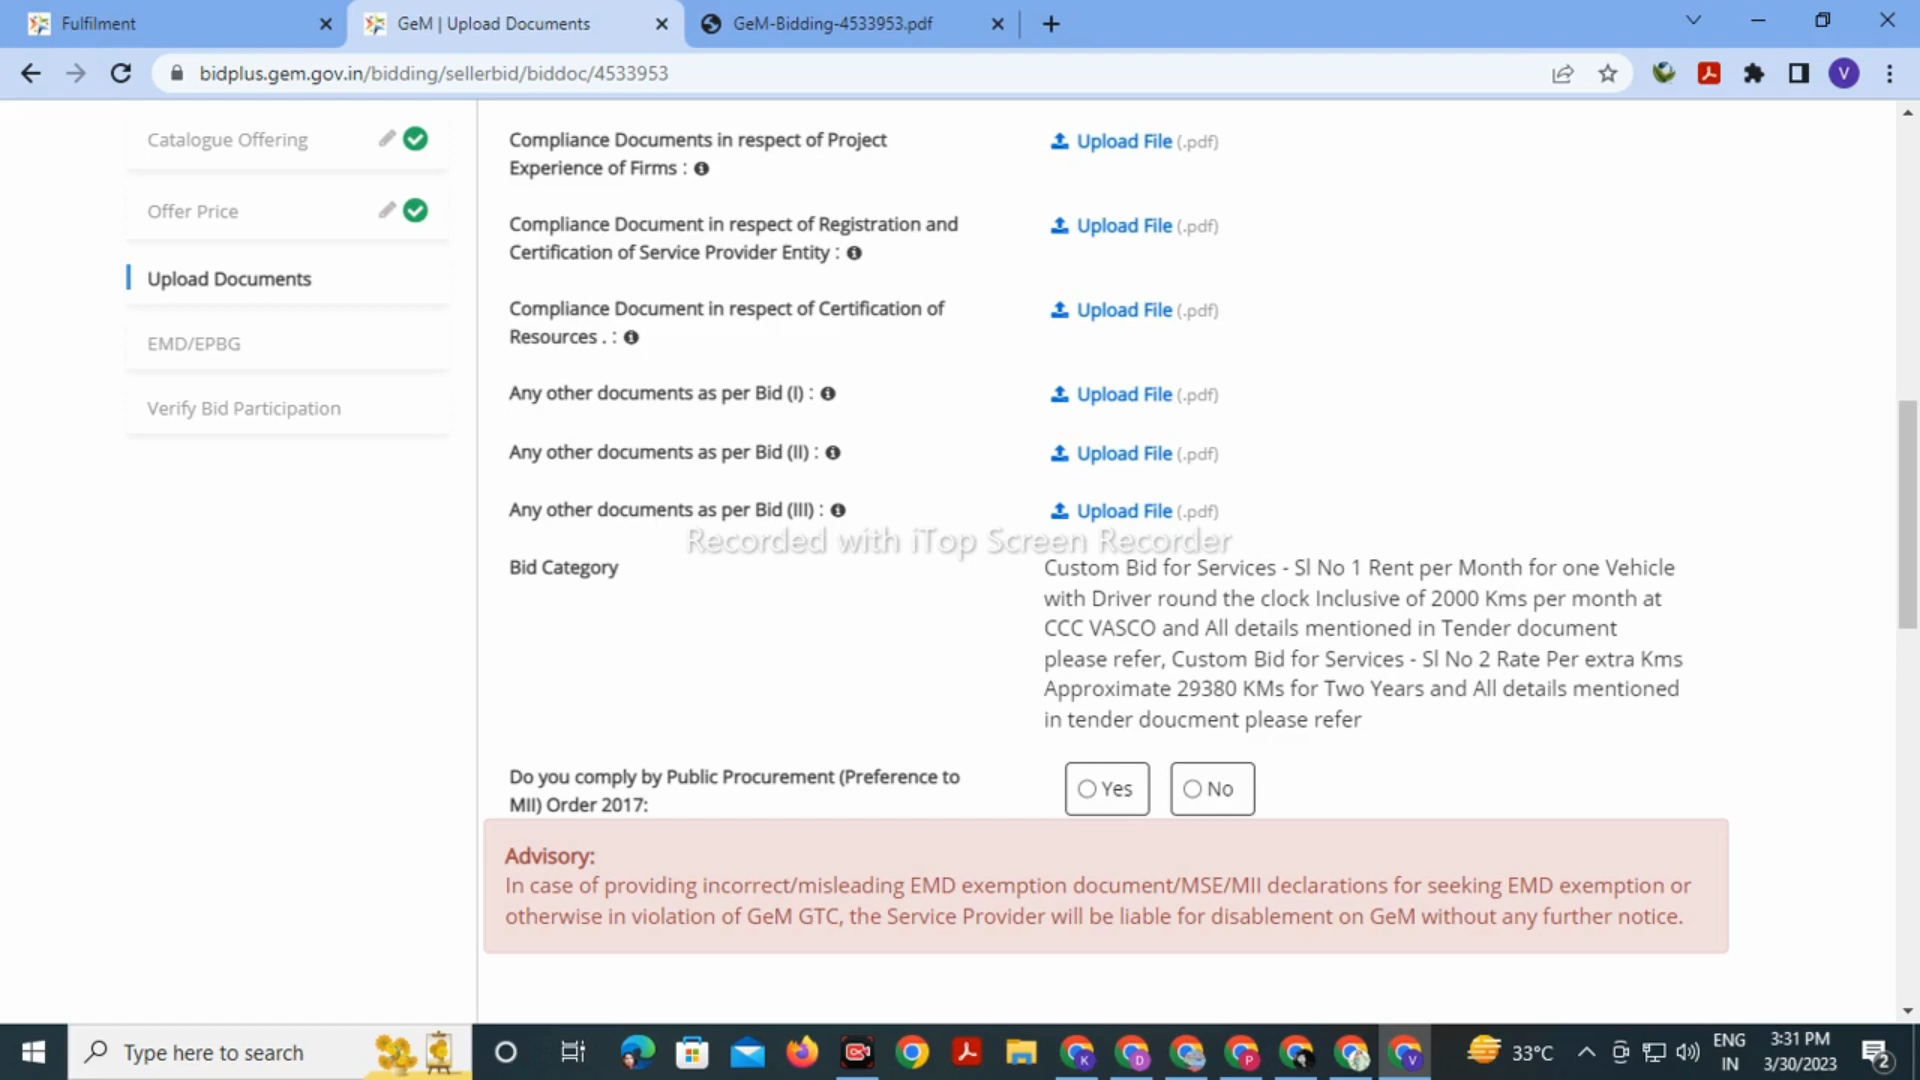 Fulfilment
GeM | Upload Documents
GeM-Bidding-4533953.pdf
bidplus.gem.gov.in/bidding/sellerbid/biddoc/4533953
V
Catalogue Offering
Offer Price
Upload Documents
EMD/EPBG
Verify Bid Participation
Compliance Documents in respect of Project
Experience of Firms :
Upload File (.pdf)
Compliance Document in respect of Registration and
Certification of Service Provider Entity :
Upload File (.pdf)
Compliance Document in respect of Certification of
Resources . :
Upload File (.pdf)
Any other documents as per Bid (I) :
Upload File (.pdf)
Any other documents as per Bid (II) :
Upload File (.pdf)
Any other documents as per Bid (III) :
Upload File (.pdf)
Recorded with iTop Screen Recorder
Bid Category
Custom Bid for Services - Sl No 1 Rent per Month for one Vehicle
with Driver round the clock Inclusive of 2000 Kms per month at
CCC VASCO and All details mentioned in Tender document
please refer, Custom Bid for Services - Sl No 2 Rate Per extra Kms
Approximate 29380 KMs for Two Years and All details mentioned
in tender doucment please refer
Do you comply by Public Procurement (Preference to
MII) Order 2017:
Yes
No
Advisory:
In case of providing incorrect/misleading EMD exemption document/MSE/MII declarations for seeking EMD exemption or
otherwise in violation of GeM GTC, the Service Provider will be liable for disablement on GeM without any further notice.
Type here to search
K
D
P
V
33°C
ENG
IN
3:31 PM
3/30/2023
2